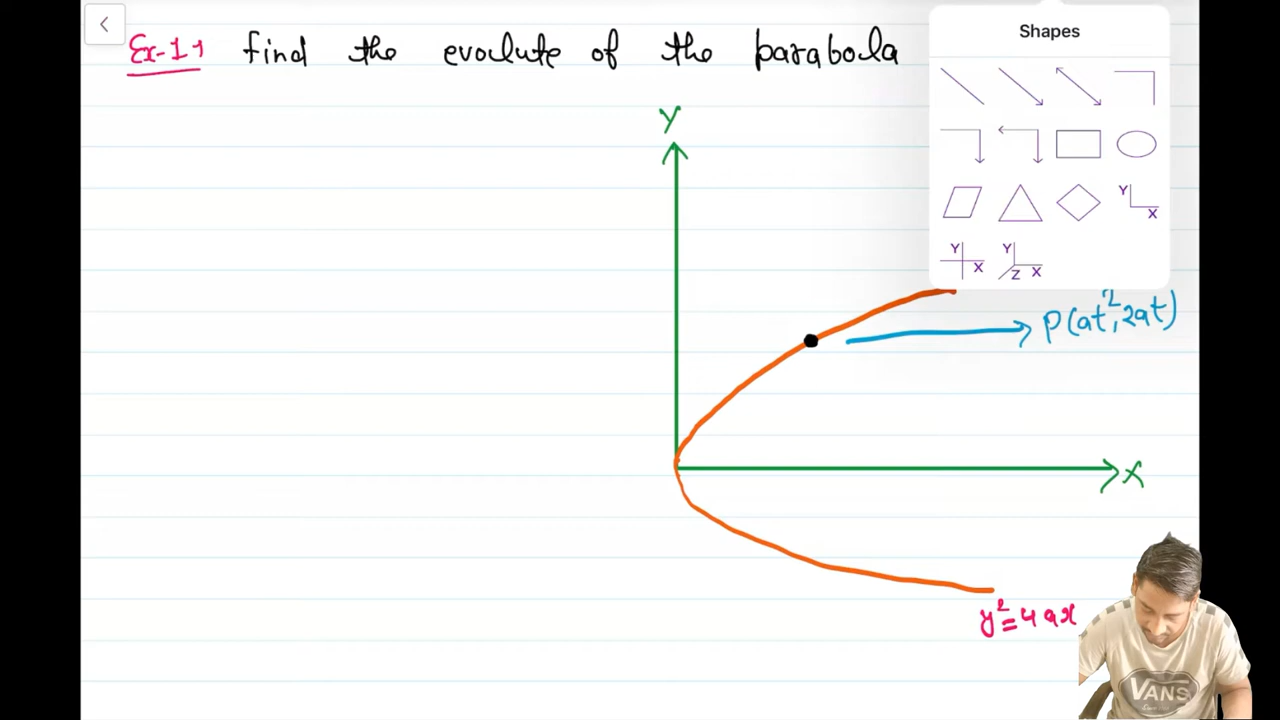 Ex-1→ find the evolute of the parabola
Shapes
Y
X
Y
X
Y
Z X
Y
P(at², 2at)
X
y² = 4ax
VANS